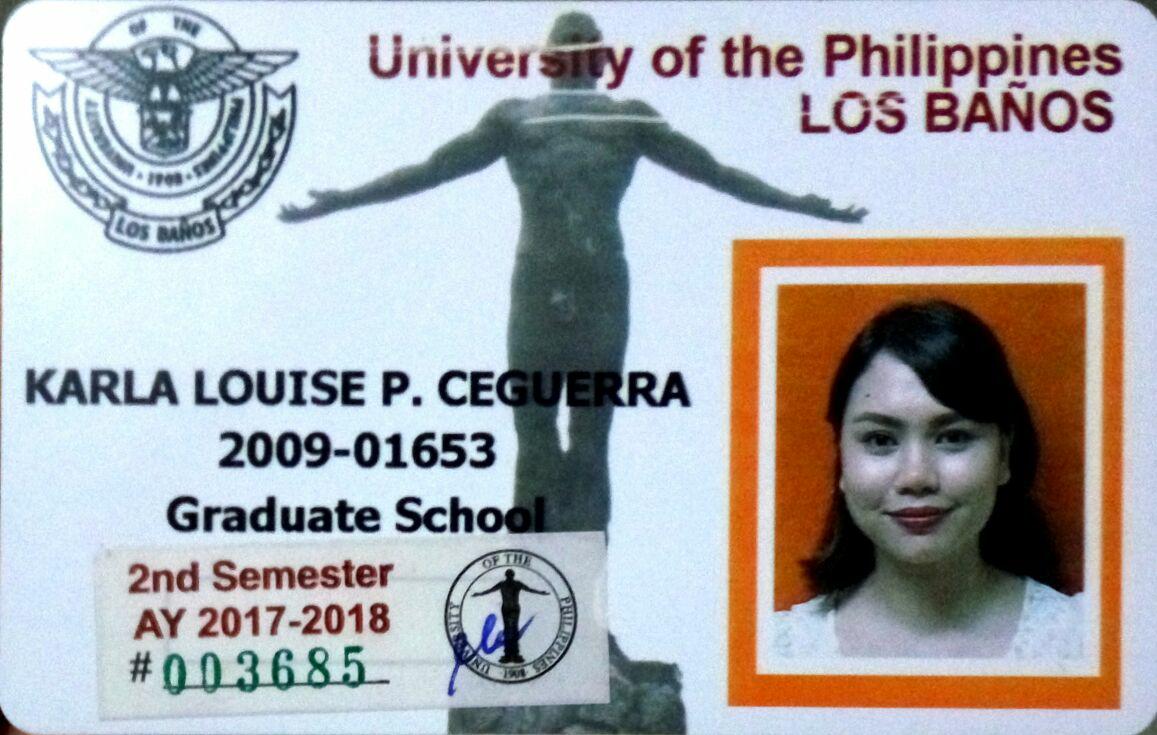 University of the Philippines
LOS BAÑOS
OF THE
UNIVERSITY
PHILIPPINES
1908
LOS BAÑOS
KARLA LOUISE P. CEGUERRA
2009-01653
Graduate School
2nd Semester
AY 2017-2018
#003685
OF THE
UNIVERSITY
PHILIPPINES
1908